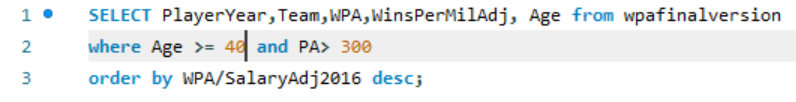 1 SELECT PlayerYear,Team,WPA,WinsPerMilAdj, Age from wpafinalversion
2 where Age >= 40 and PA> 300
3 order by WPA/SalaryAdj2016 desc;